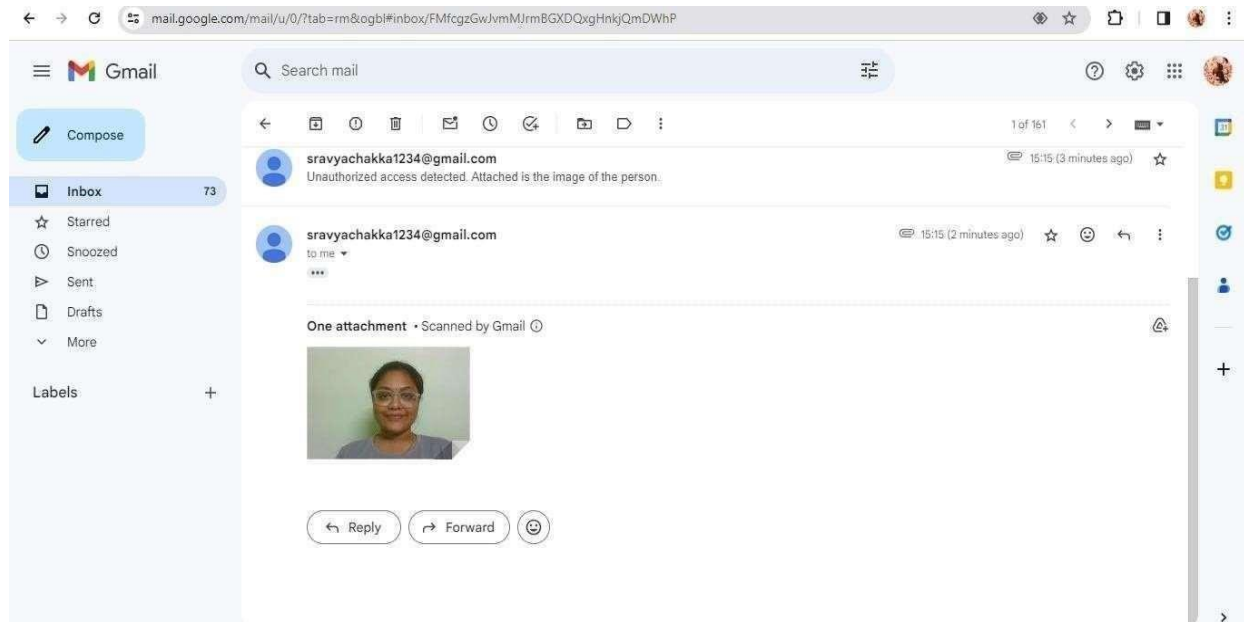 mail.google.com/mail/u/0/?tab=rm&ogbl#inbox/FMfcgzGwJvmMJrmBGXDQxgHnkjQmDWhP
Gmail
Search mail
Compose
1 of 161
Inbox 73
Starred
Snoozed
Sent
Drafts
More
Labels
sravyachakka1234@gmail.com 15:15 (3 minutes ago)
Unauthorized access detected. Attached is the image of the person.
sravyachakka1234@gmail.com 15:15 (2 minutes ago)
to me
One attachment • Scanned by Gmail
Reply Forward
31